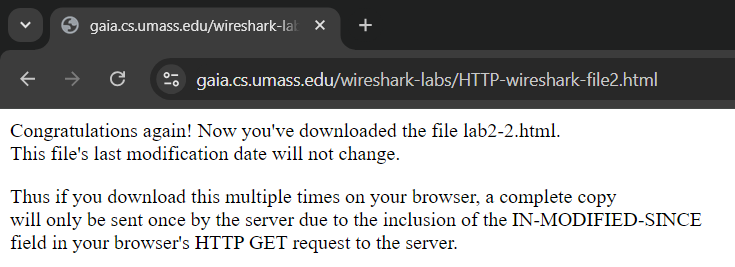 gaia.cs.umass.edu/wireshark-lab
gaia.cs.umass.edu/wireshark-labs/HTTP-wireshark-file2.html
Congratulations again! Now you've downloaded the file lab2-2.html.
This file's last modification date will not change.
Thus if you download this multiple times on your browser, a complete copy
will only be sent once by the server due to the inclusion of the IN-MODIFIED-SINCE
field in your browser's HTTP GET request to the server.